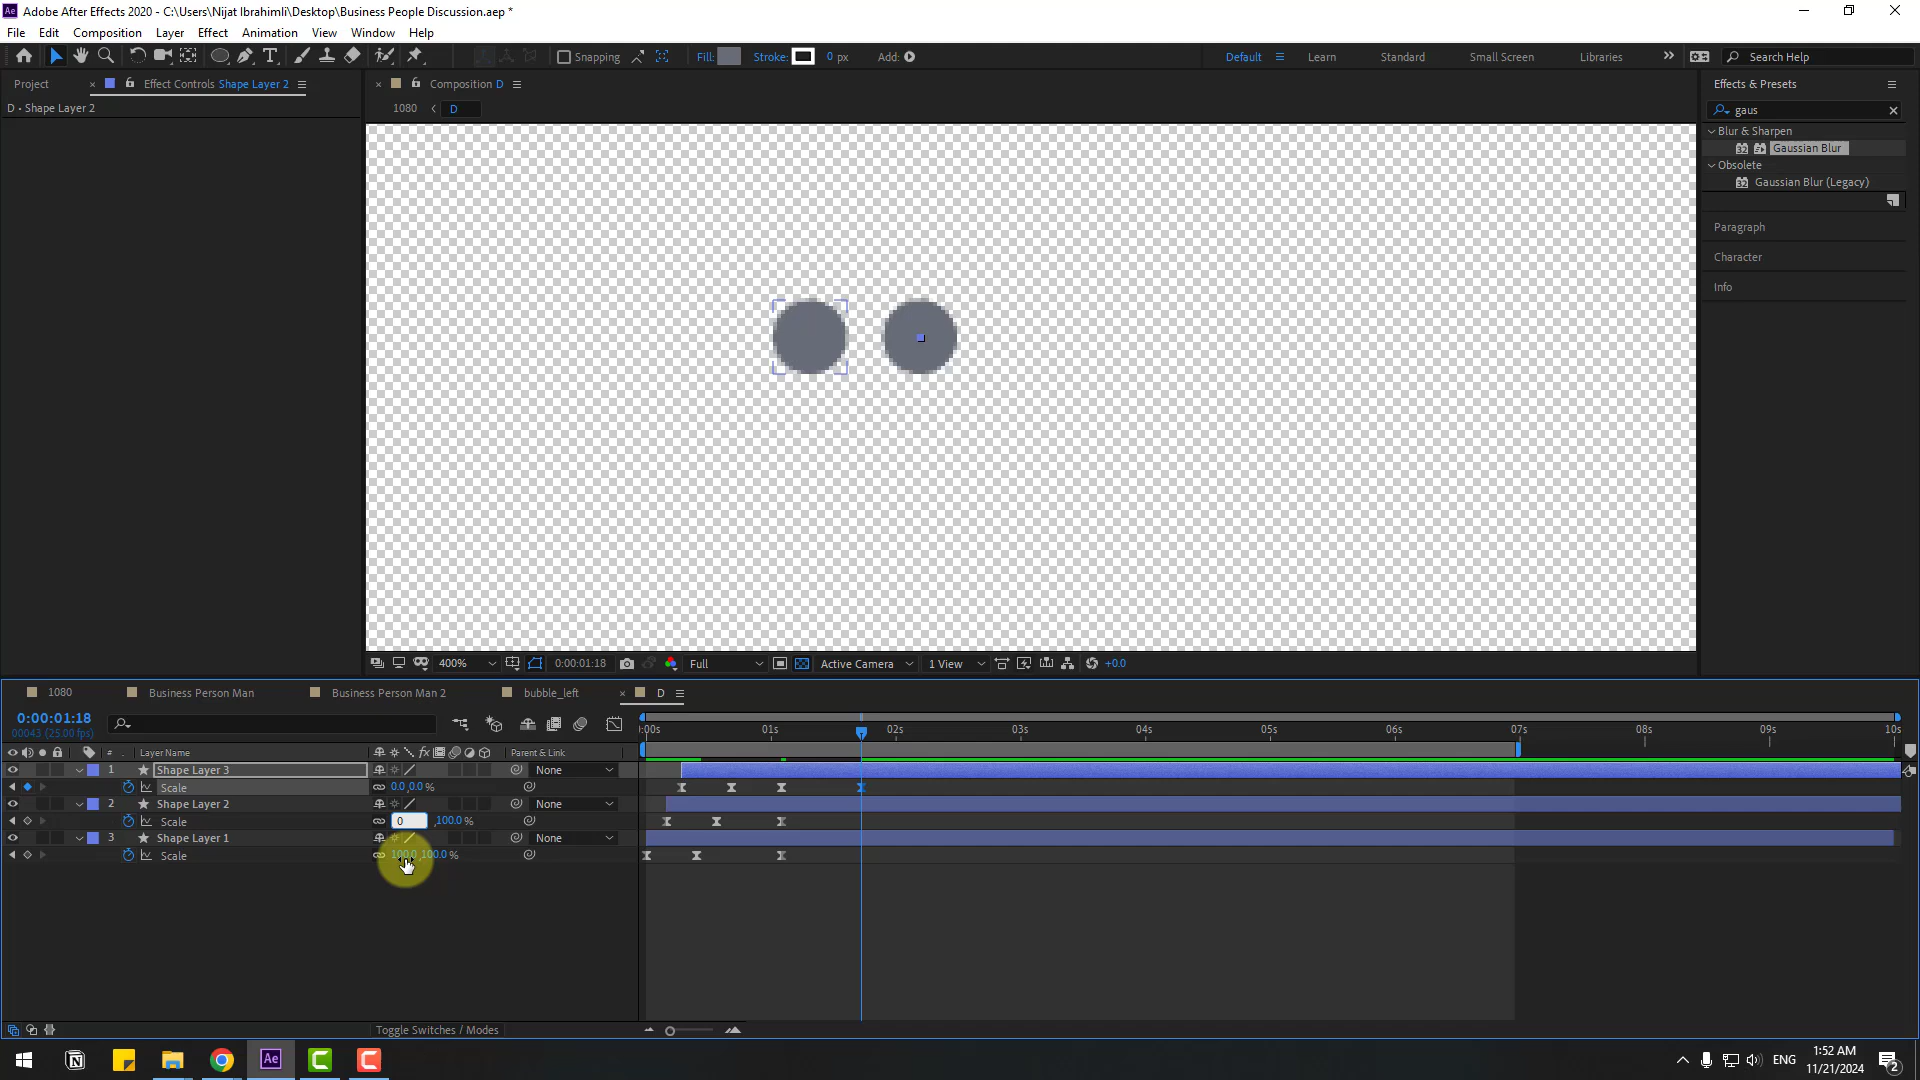 Adobe After Effects 2020 - C:\Users\Nijat Ibrahimli\Desktop\Business People Discussion.aep *
File Edit Composition Layer Effect Animation View Window Help
Snapping Fill: Stroke: 0 px Add: Default Learn Standard Small Screen Libraries Search Help
Project Effect Controls Shape Layer 2 Composition D Effects & Presets
D • Shape Layer 2
1080 D
gaus
Blur & Sharpen
Gaussian Blur
Obsolete
Gaussian Blur (Legacy)
Paragraph
Character
Info
400% 0:00:01:18 Full Active Camera 1 View +0.0
1080 Business Person Man Business Person Man 2 bubble_left D
0:00:01:18
00043 (25.00 fps)
:00s 01s 02s 03s 04s 05s 06s 07s 08s 09s 10s
# Layer Name Parent & Link
1 Shape Layer 3 None
Scale 0.0,0.0%
2 Shape Layer 2 None
Scale 0 ,100.0%
3 Shape Layer 1 None
Scale 100.0,100.0%
Toggle Switches / Modes
Ae
ENG
1:52 AM
11/21/2024
2